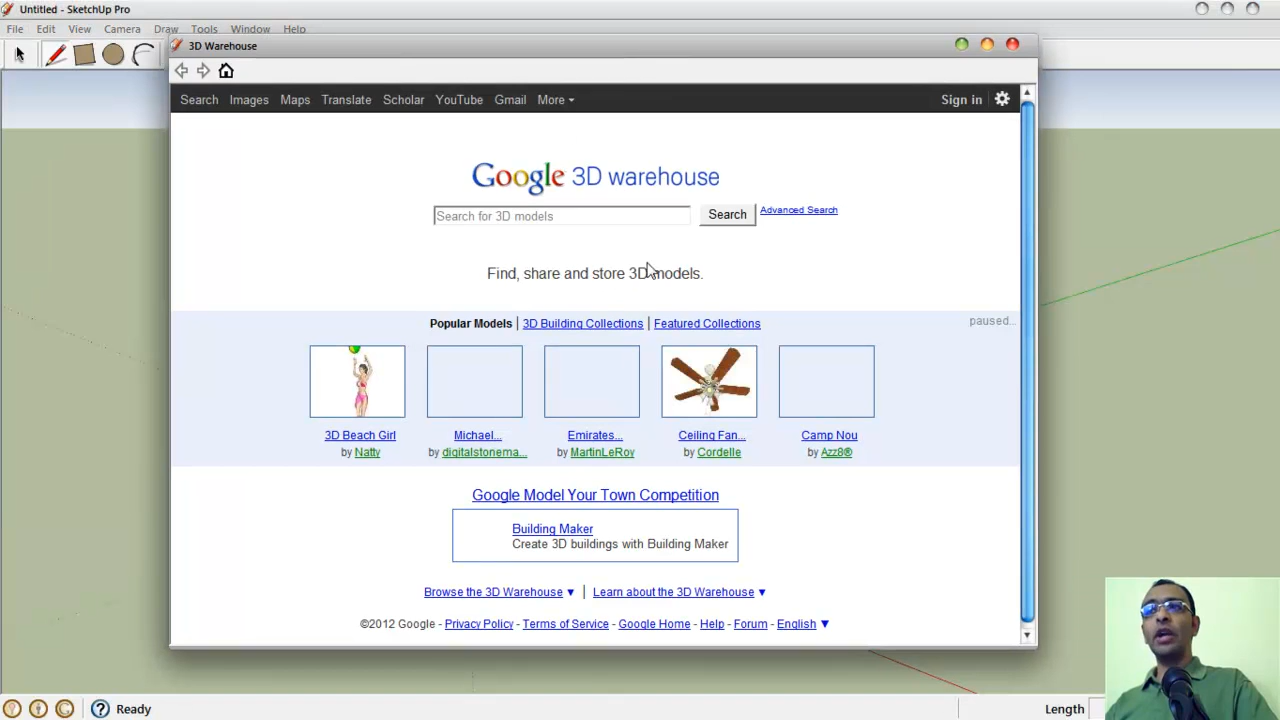 Untitled - SketchUp Pro
File Edit View Camera Draw Tools Window Help
3D Warehouse
Search Images Maps Translate Scholar YouTube Gmail More Sign in
Google 3D warehouse
Search for 3D models Search Advanced Search
Find, share and store 3D models.
Popular Models | 3D Building Collections | Featured Collections paused...
3D Beach Girl Michael... Emirates... Ceiling Fan... Camp Nou
by Natty by digitalstonema... by MartinLeRoy by Cordelle by Azz8®
Google Model Your Town Competition
Building Maker
Create 3D buildings with Building Maker
Browse the 3D Warehouse ▼ | Learn about the 3D Warehouse ▼
©2012 Google - Privacy Policy - Terms of Service - Google Home - Help - Forum - English ▼
Ready Length